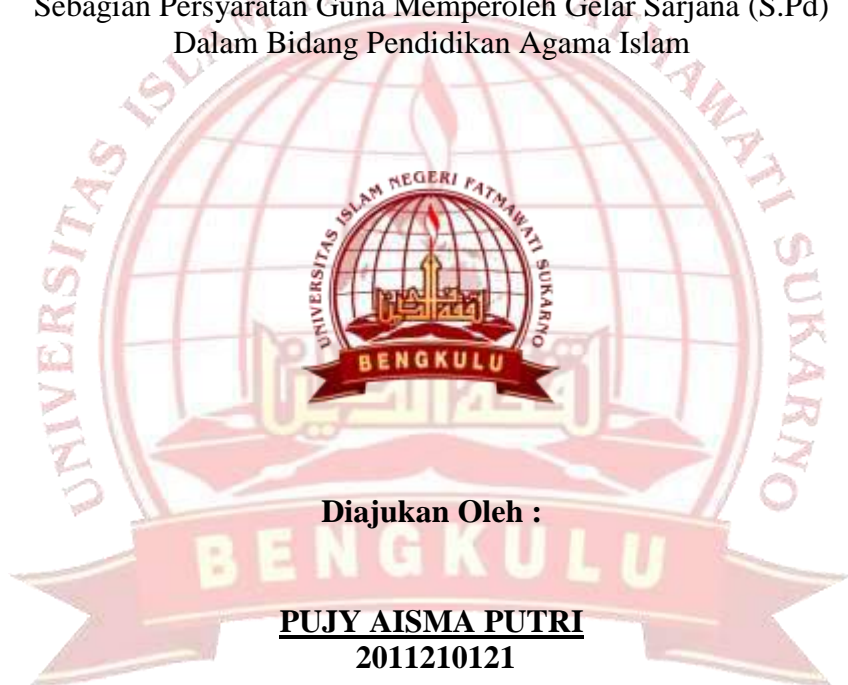 Sebagian Persyaratan Guna Memperoleh Gelar Sarjana (S.Pd)
Dalam Bidang Pendidikan Agama Islam
UNIVERSITAS ISLAM NEGERI FATMAWATI SUKARNO
BENGKULU
Diajukan Oleh :
BENGKULU
PUJY AISMA PUTRI
2011210121